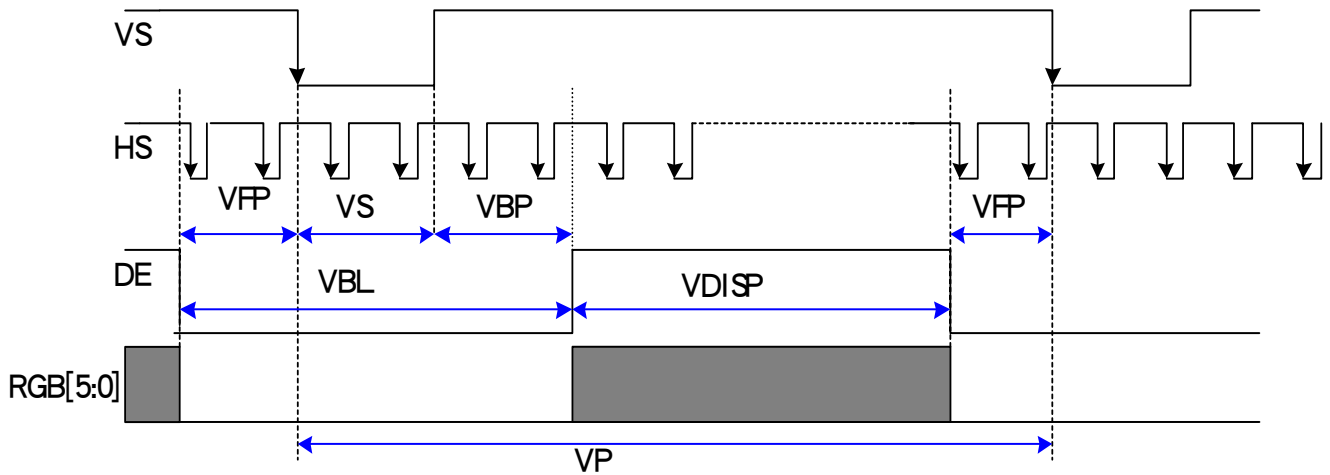 VS
HS
VFP
VS
VBP
VFP
DE
VBL
VDISP
RGB[5:0]
VP